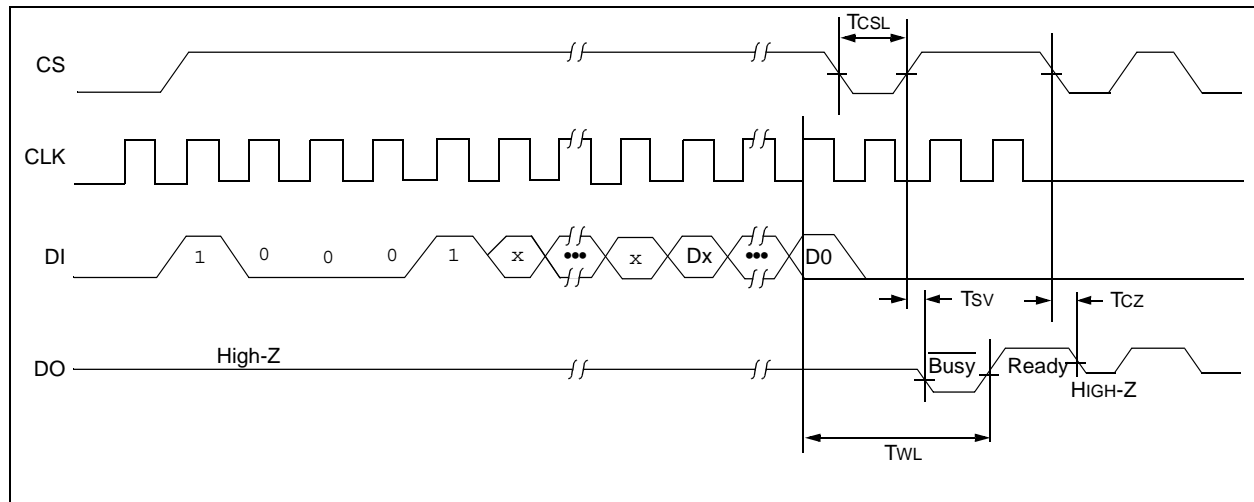 TCSL
CS
CLK
DI
1 0 0 0 1 x ••• x Dx ••• D0
TSV
TCZ
DO
High-Z
Busy
Ready
HIGH-Z
TWL